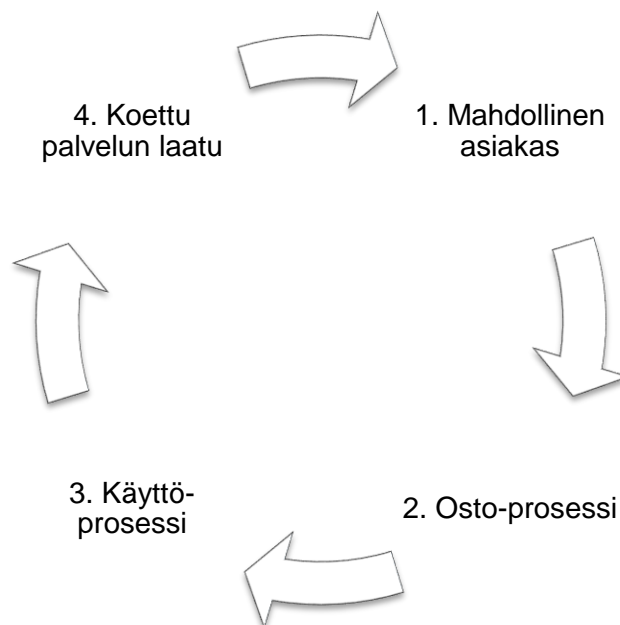 4. Koettu
palvelun laatu
1. Mahdollinen
asiakas
3. Käyttö-
prosessi
2. Osto-prosessi